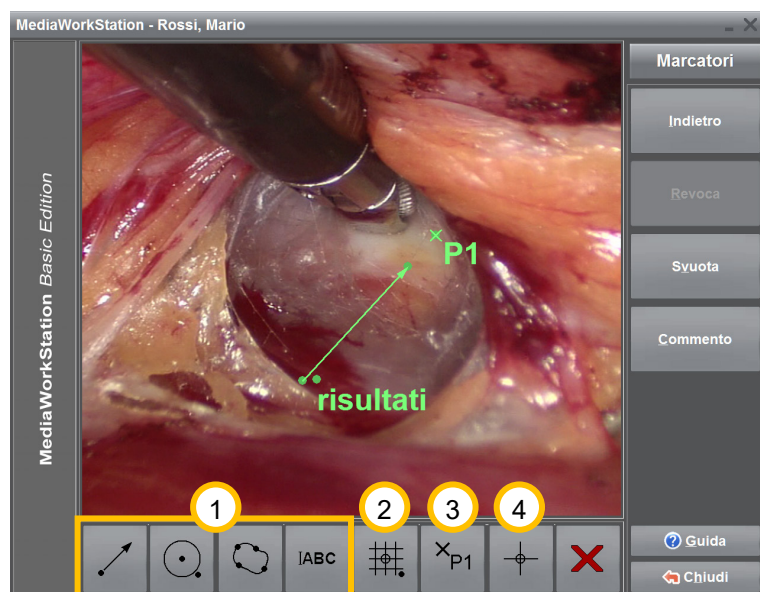 MediaWorkStation - Rossi, Mario
Marcatori
Indietro
Revoca
Svuota
Commento
MediaWorkStation Basic Edition
P1
risultati
1
2
3
4
ABC
P1
Guida
Chiudi